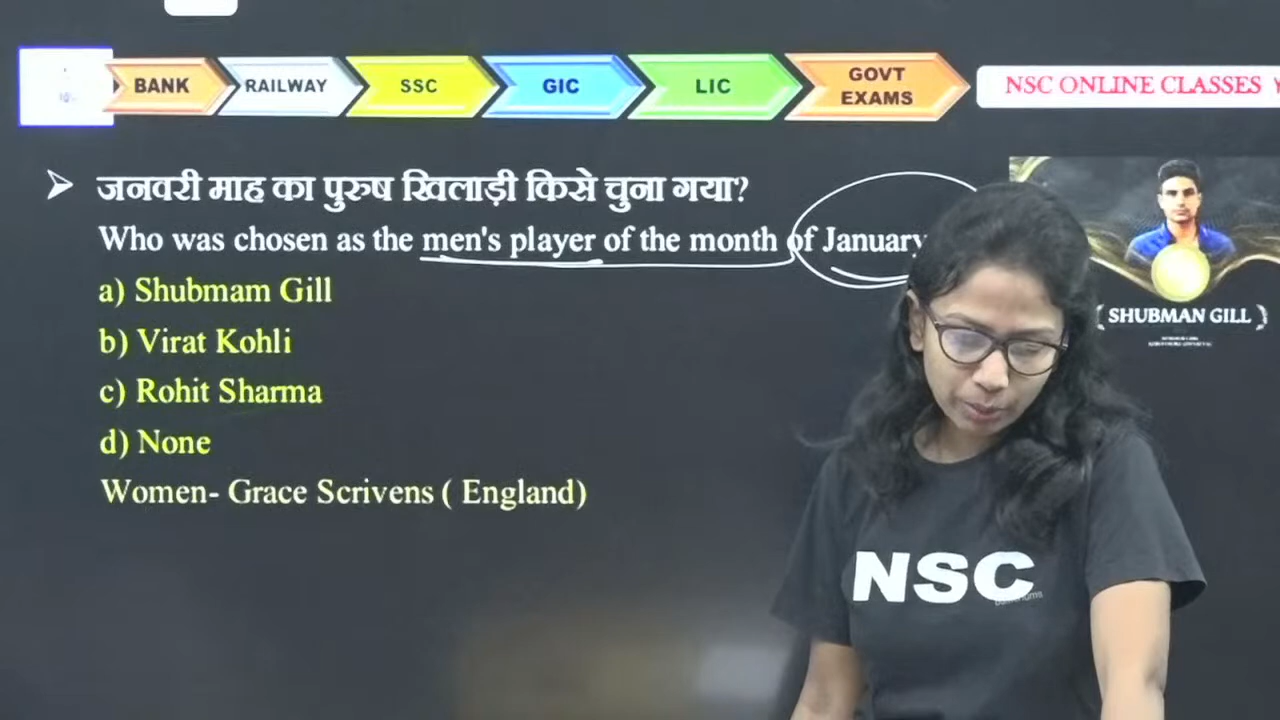 BANK
RAILWAY
SSC
GIC
LIC
GOVT
EXAMS
NSC ONLINE CLASSES
जनवरी माह का पुरुष खिलाड़ी किसे चुना गया?
Who was chosen as the men's player of the month of January
a) Shubmam Gill
b) Virat Kohli
c) Rohit Sharma
d) None
Women- Grace Scrivens ( England)
SHUBMAN GILL
NSC